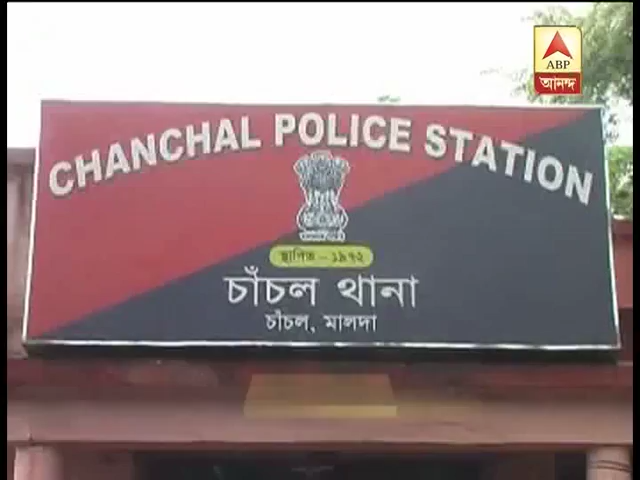 ABP
আনন্দ
CHANCHAL POLICE STATION
স্থাপিত - ১৯৭২
চাঁচল থানা
চাঁচল, মালদা